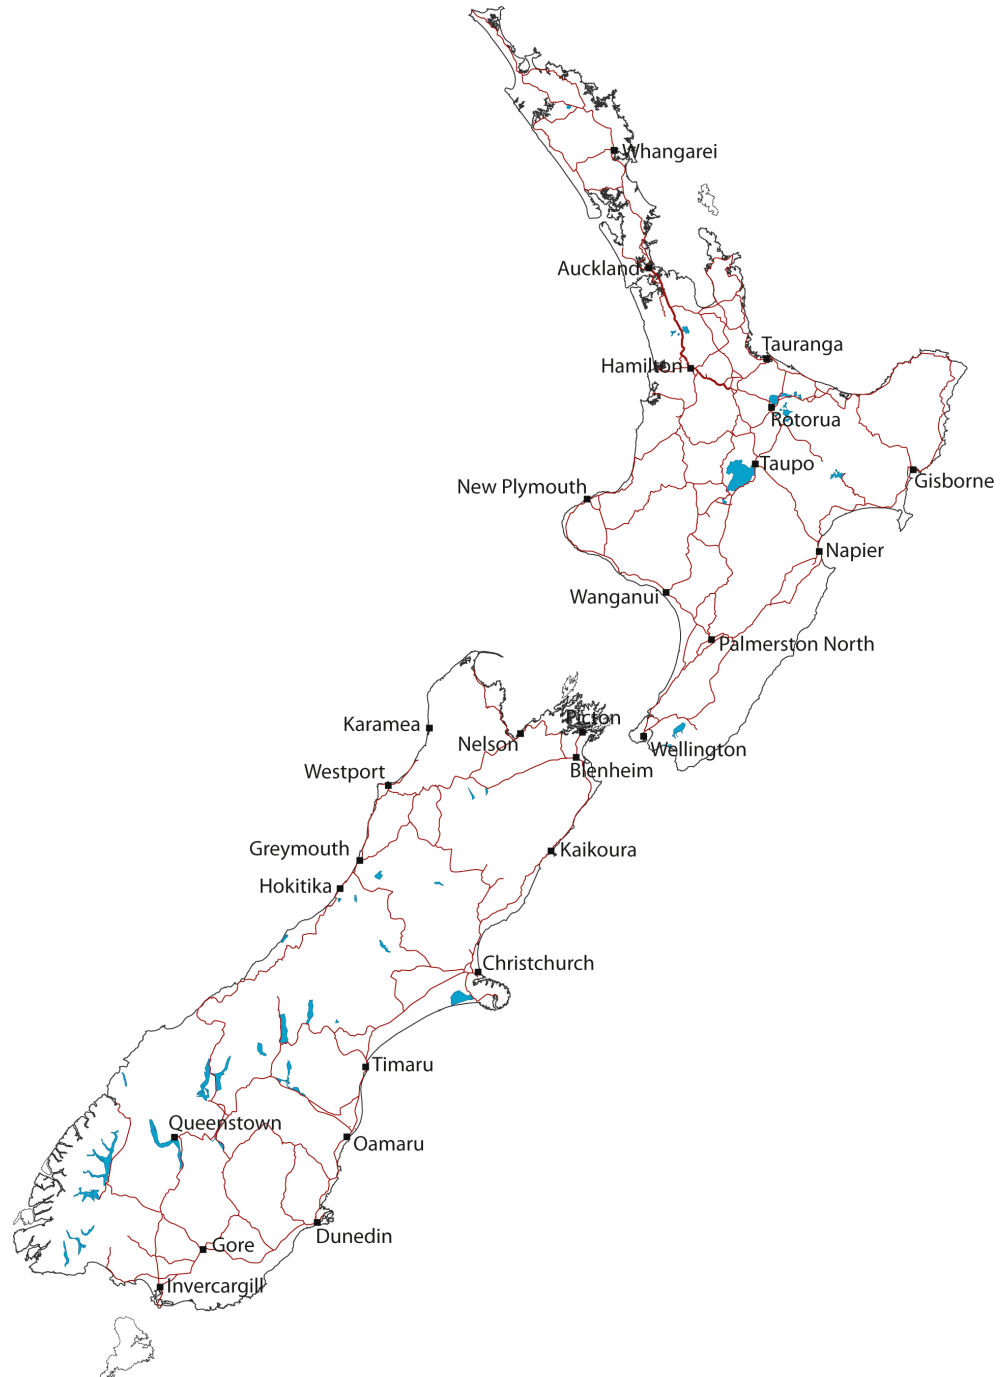 Whangarei
Auckland
Tauranga
Hamilton
Rotorua
Taupo
Gisborne
New Plymouth
Napier
Wanganui
Palmerston North
Picton
Karamea
Nelson
Wellington
Westport
Blenheim
Greymouth
Kaikoura
Hokitika
Christchurch
Timaru
Queenstown
Oamaru
Dunedin
Gore
Invercargill